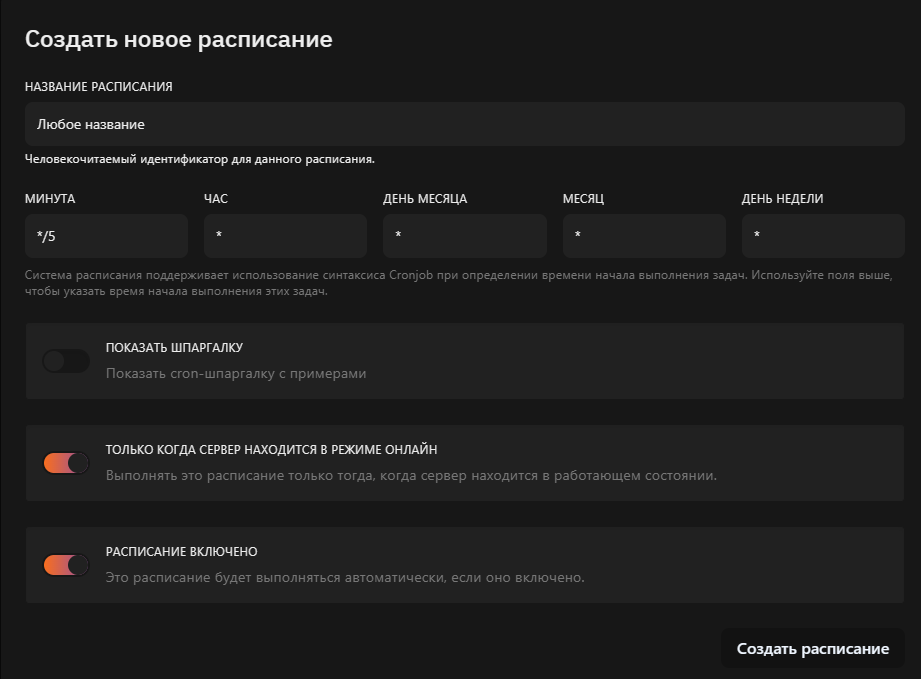 Создать новое расписание
НАЗВАНИЕ РАСПИСАНИЯ
Любое название
Человекочитаемый идентификатор для данного расписания.
МИНУТА ЧАС ДЕНЬ МЕСЯЦА МЕСЯЦ ДЕНЬ НЕДЕЛИ
*/5 * * * *
Система расписания поддерживает использование синтаксиса Cronjob при определении времени начала выполнения задач. Используйте поля выше,
чтобы указать время начала выполнения этих задач.
ПОКАЗАТЬ ШПАРГАЛКУ
Показать cron-шпаргалку с примерами
ТОЛЬКО КОГДА СЕРВЕР НАХОДИТСЯ В РЕЖИМЕ ОНЛАЙН
Выполнять это расписание только тогда, когда сервер находится в работающем состоянии.
РАСПИСАНИЕ ВКЛЮЧЕНО
Это расписание будет выполняться автоматически, если оно включено.
Создать расписание